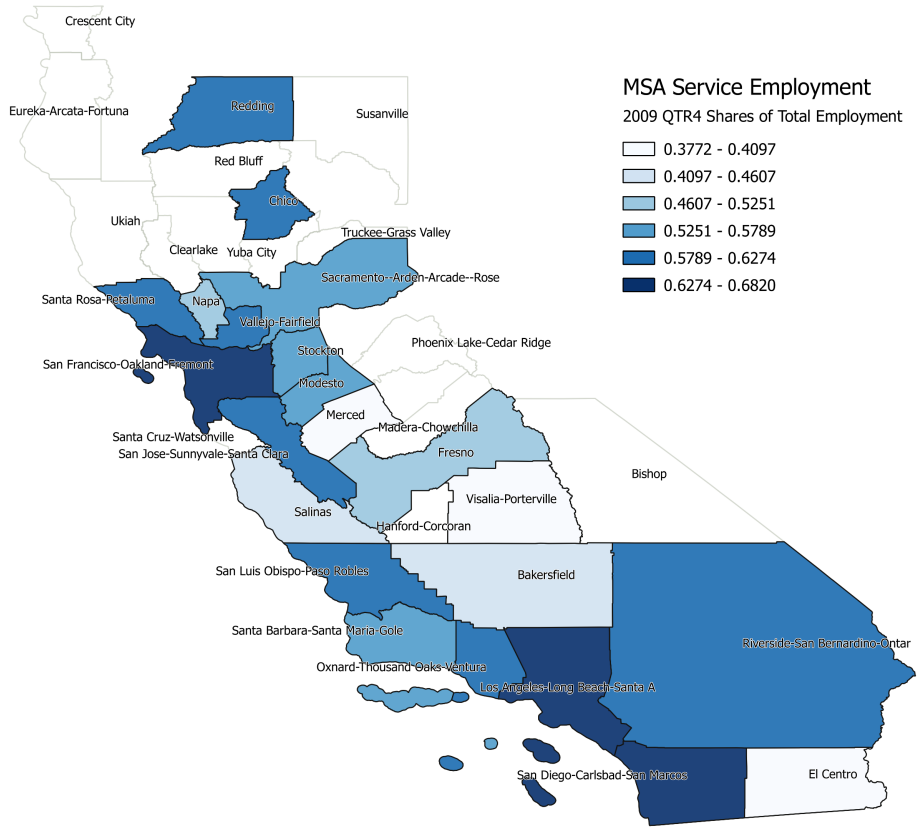 Crescent City
MSA Service Employment
Eureka-Arcata-Fortuna
Redding
Susanville
2009 QTR4 Shares of Total Employment
0.3772 - 0.4097
Red Bluff
0.4097 - 0.4607
Chico
0.4607 - 0.5251
Ukiah
Truckee-Grass Valley
0.5251 - 0.5789
Clearlake
Yuba City
0.5789 - 0.6274
Sacramento--Arden-Arcade--Rose
0.6274 - 0.6820
Santa Rosa-Petaluma
Napa
Vallejo-Fairfield
Phoenix Lake-Cedar Ridge
Stockton
San Francisco-Oakland-Fremont
Modesto
Merced
Madera-Chowchilla
Santa Cruz-Watsonville
San Jose-Sunnyvale-Santa Clara
Fresno
Bishop
Visalia-Porterville
Salinas
Hanford-Corcoran
San Luis Obispo-Paso Robles
Bakersfield
Santa Barbara-Santa Maria-Gole
Riverside-San Bernardino-Ontar
Oxnard-Thousand Oaks-Ventura
Los Angeles-Long Beach-Santa A
San Diego-Carlsbad-San Marcos
El Centro